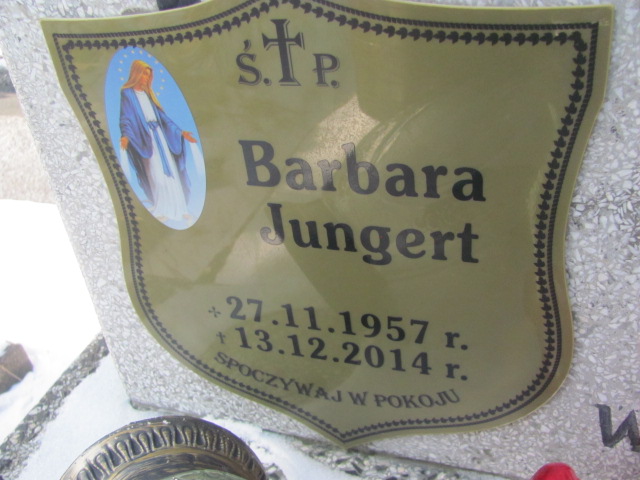 Ś. † P.
Barbara
Jungert
+ 27.11.1957 r.
† 13.12.2014 r.
SPOCZYWAJ W POKOJU
W